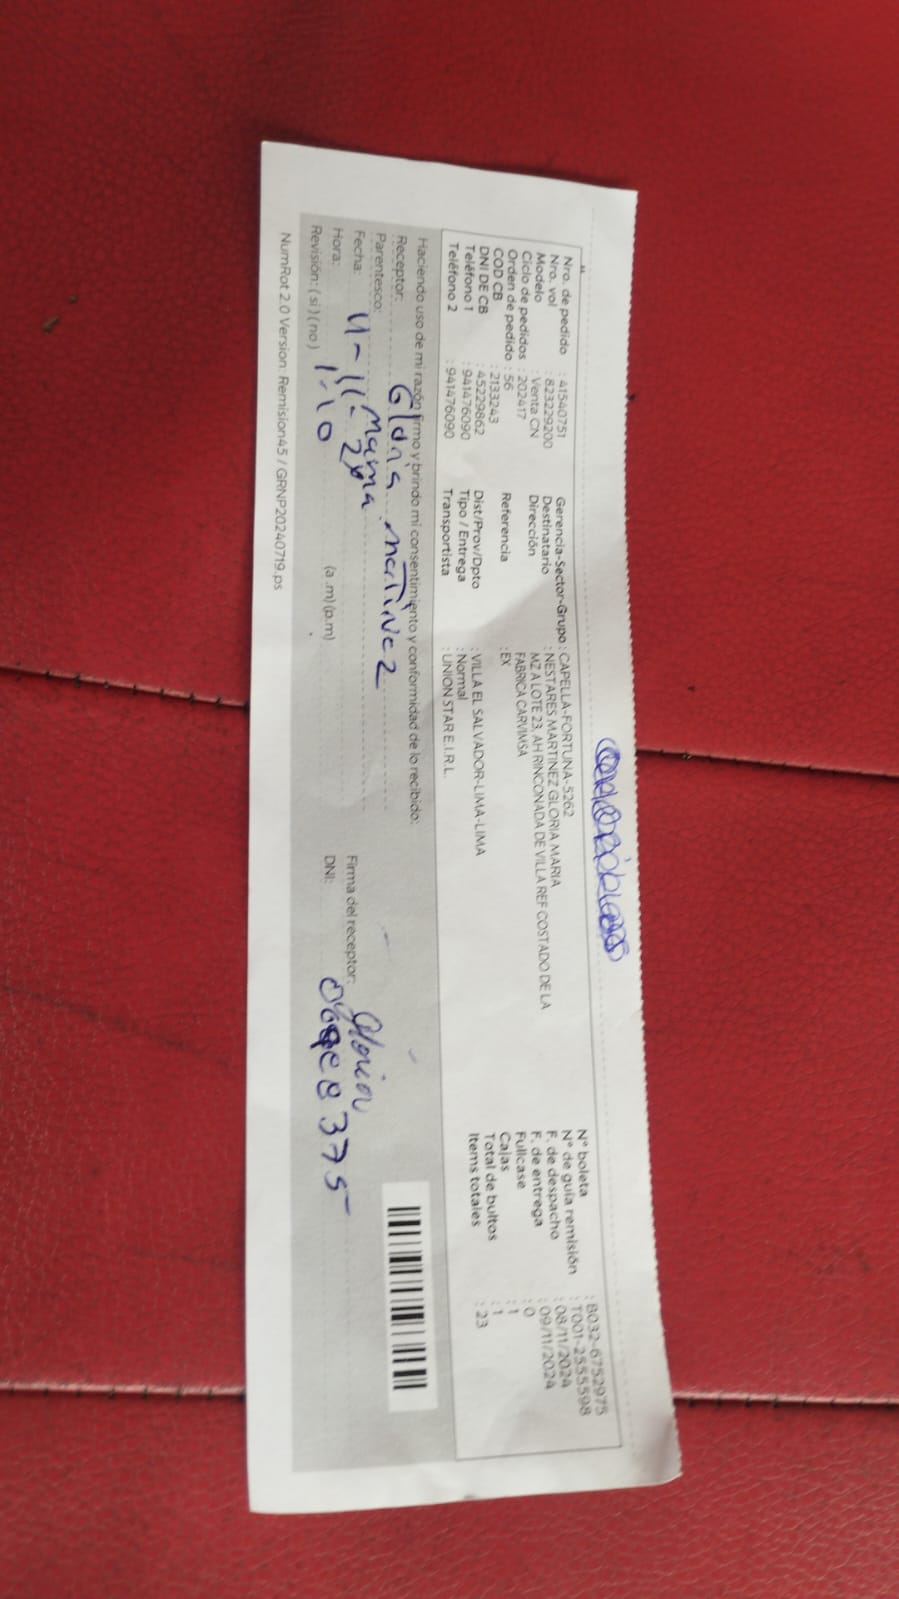 Nro. de pedido : 41540751
Nro. vol : 823229200
Modelo : Venta CN
Ciclo de pedidos : 202417
Orden de pedido : 56
COD CB : 2133243
DNI DE CB : 45229862
Teléfono 1 : 941476090
Teléfono 2 : 941476090
Gerencia-Sector-Grupo : CAPELLA-FORTUNA-5262
Destinatario : NESTARES MARTINEZ GLORIA MARIA
Dirección : MZ A LOTE 23, AH RINCONADA DE VILLA REF COSTADO DE LA
FABRICA CARVIMSA
Referencia : EX
Dist/Prov/Dpto : VILLA EL SALVADOR-LIMA-LIMA
Tipo / Entrega : Normal
Transportista : UNION STAR E.I.R.L.
N° boleta : B032-6752975
N° de guía remisión : T001-25555598
F. de despacho : 08/11/2024
F. de entrega : 09/11/2024
Fullcase : 0
Cajas : 1
Total de bultos : 1
Items totales : 23
Haciendo uso de mi razón firmo y brindo mi consentimiento y conformidad de lo recibido:
Receptor: Gloria martinez
Parentesco: Mama
Fecha: 11-
Hora: 1:10 (a .m) (p.m)
Revisión: ( si ) ( no )
Firma del receptor: Gloria
DNI:
NumRot 2.0 Version: Remision45 / GRNP20240719.ps